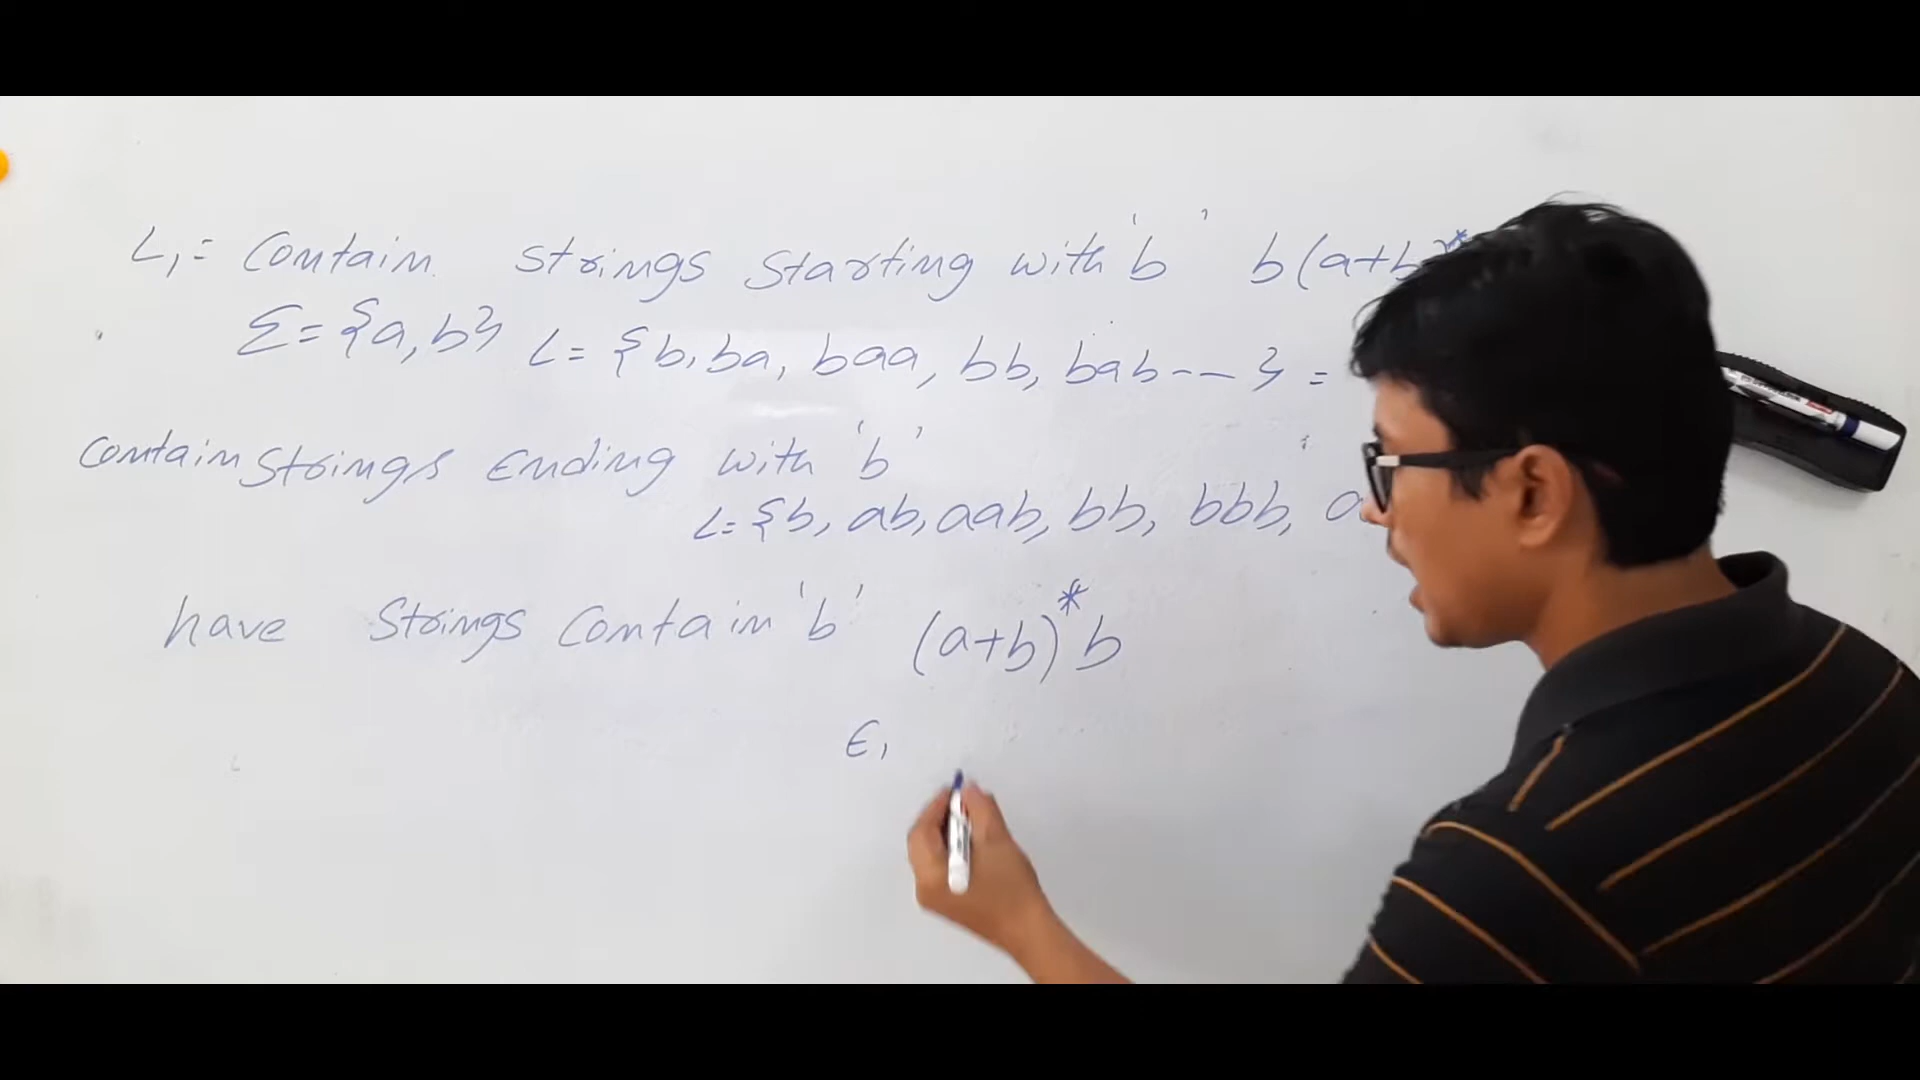 L₁ = Contain Strings Starting with 'b' b(a+b)*
Σ = {a, b} L = {b, ba, baa, bb, bab-- } =
Contain Strings Ending with 'b'
L = {b, ab, aab, bb, bbb, a
have Strings Contain 'b' (a+b)* b
ϵ,